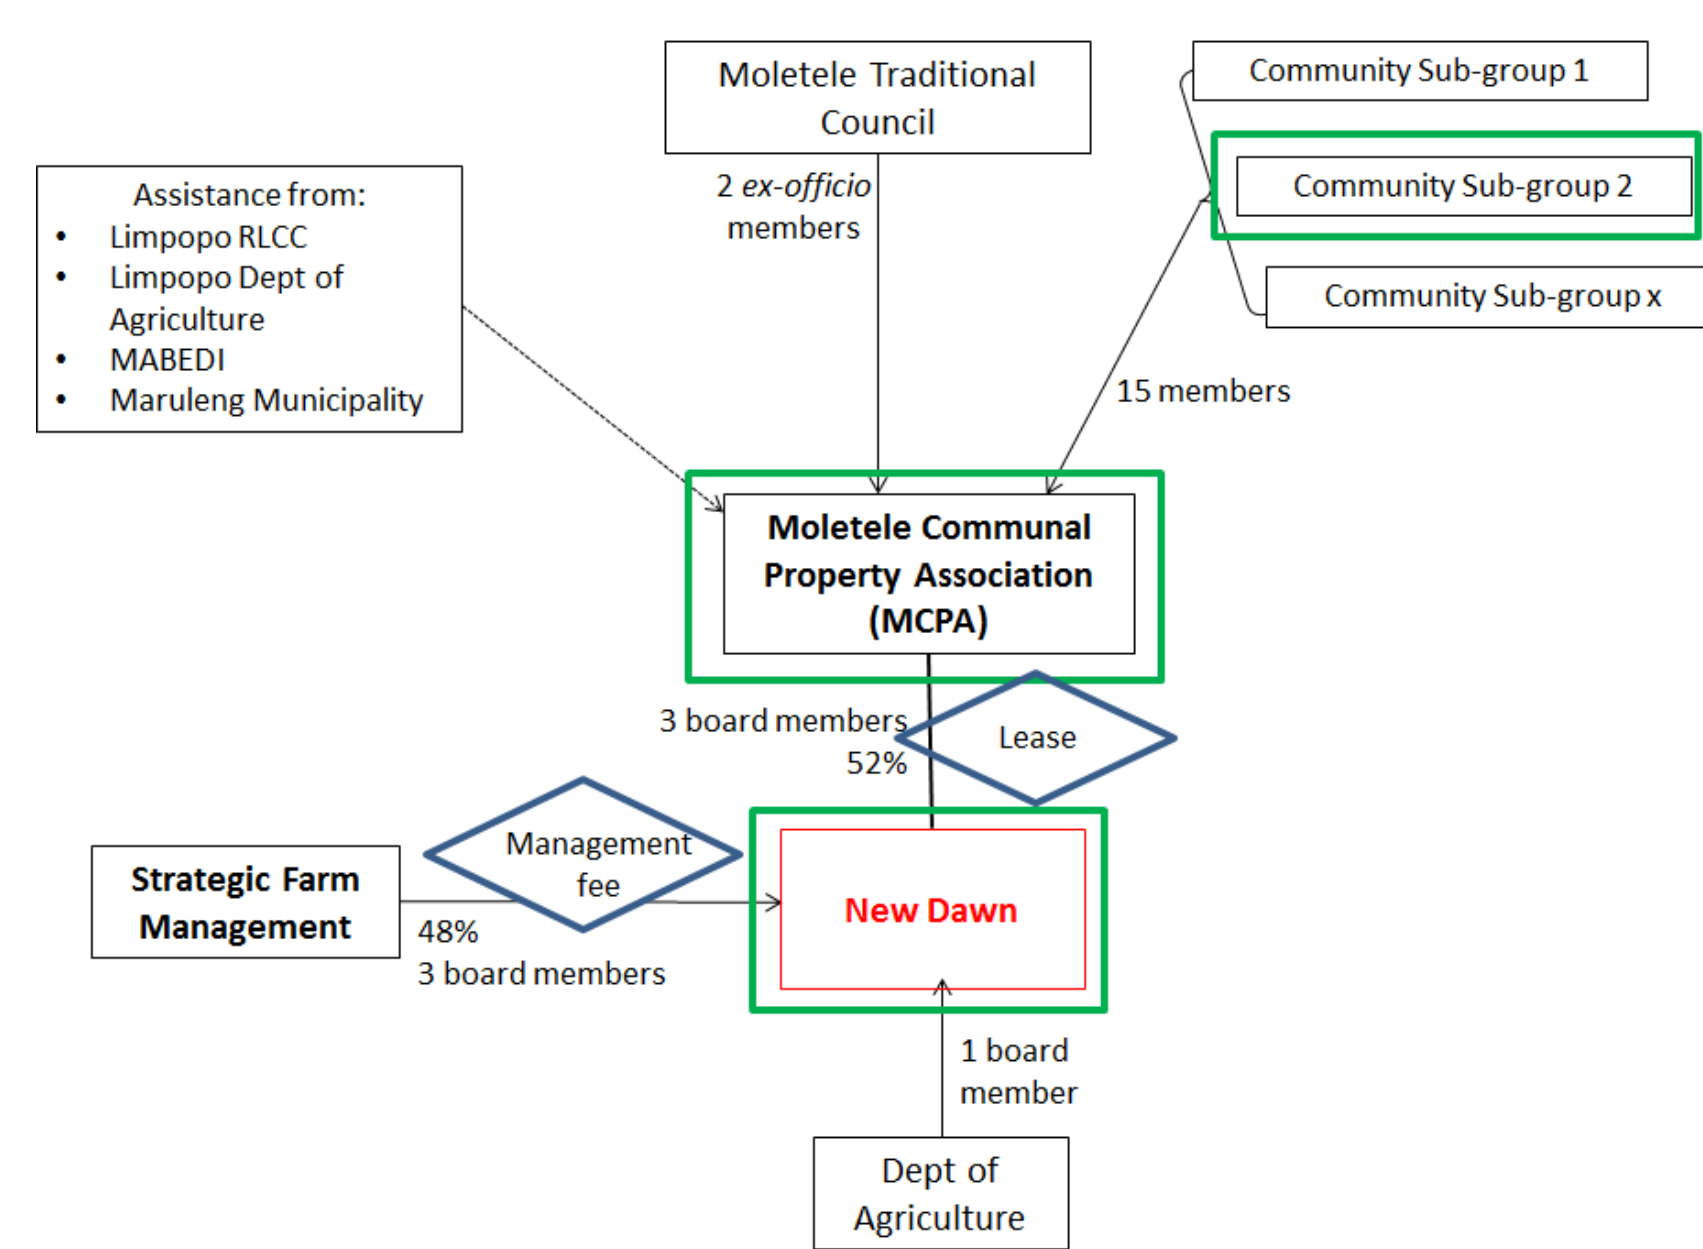 Moletele Traditional
Council
Community Sub-group 1
Community Sub-group 2
Community Sub-group x
2 ex-officio
members
Assistance from:
• Limpopo RLCC
• Limpopo Dept of
Agriculture
• MABEDI
• Maruleng Municipality
15 members
Moletele Communal
Property Association
(MCPA)
3 board members
52%
Lease
Management
fee
Strategic Farm
Management
48%
3 board members
New Dawn
1 board
member
Dept of
Agriculture